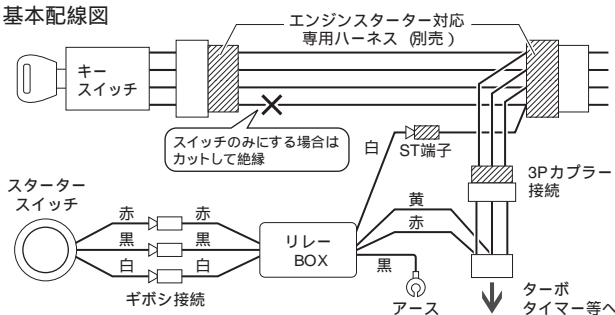 基本配線図
エンジンスターター対応
専用ハーネス (別売)
キー
スイッチ
スイッチのみにする場合は
カットして絶縁
白
ST端子
3Pカプラー
接続
スターター
スイッチ
赤
赤
黒
黒
白
白
ギボシ接続
リレー
BOX
黄
赤
黒
アース
ターボ
タイマー等へ